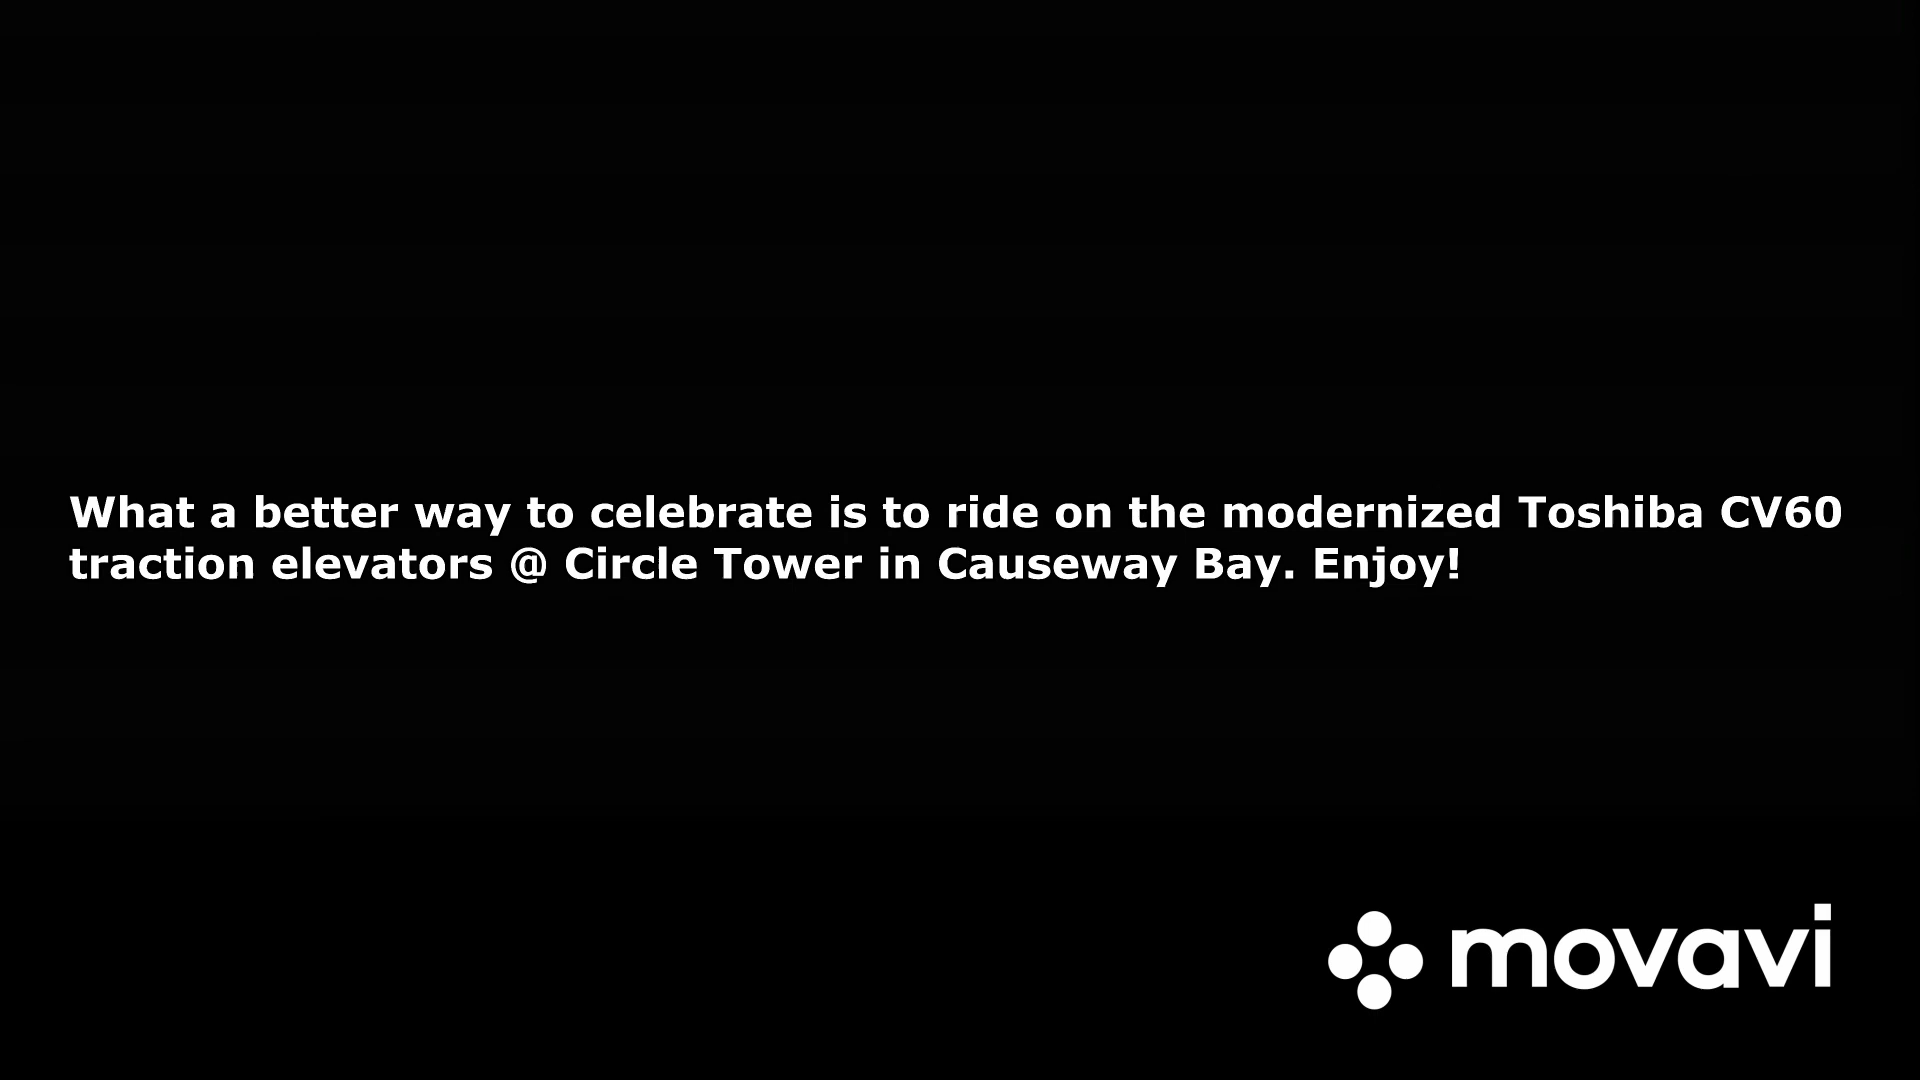 What a better way to celebrate is to ride on the modernized Toshiba CV60
traction elevators @ Circle Tower in Causeway Bay. Enjoy!
movavi